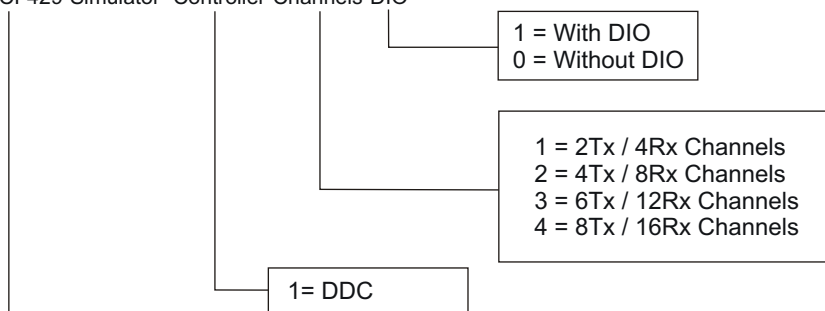 Simulator Controller Channels DIO
1 = With DIO
0 = Without DIO
1 = 2Tx / 4Rx Channels
2 = 4Tx / 8Rx Channels
3 = 6Tx / 12Rx Channels
4 = 8Tx / 16Rx Channels
1= DDC